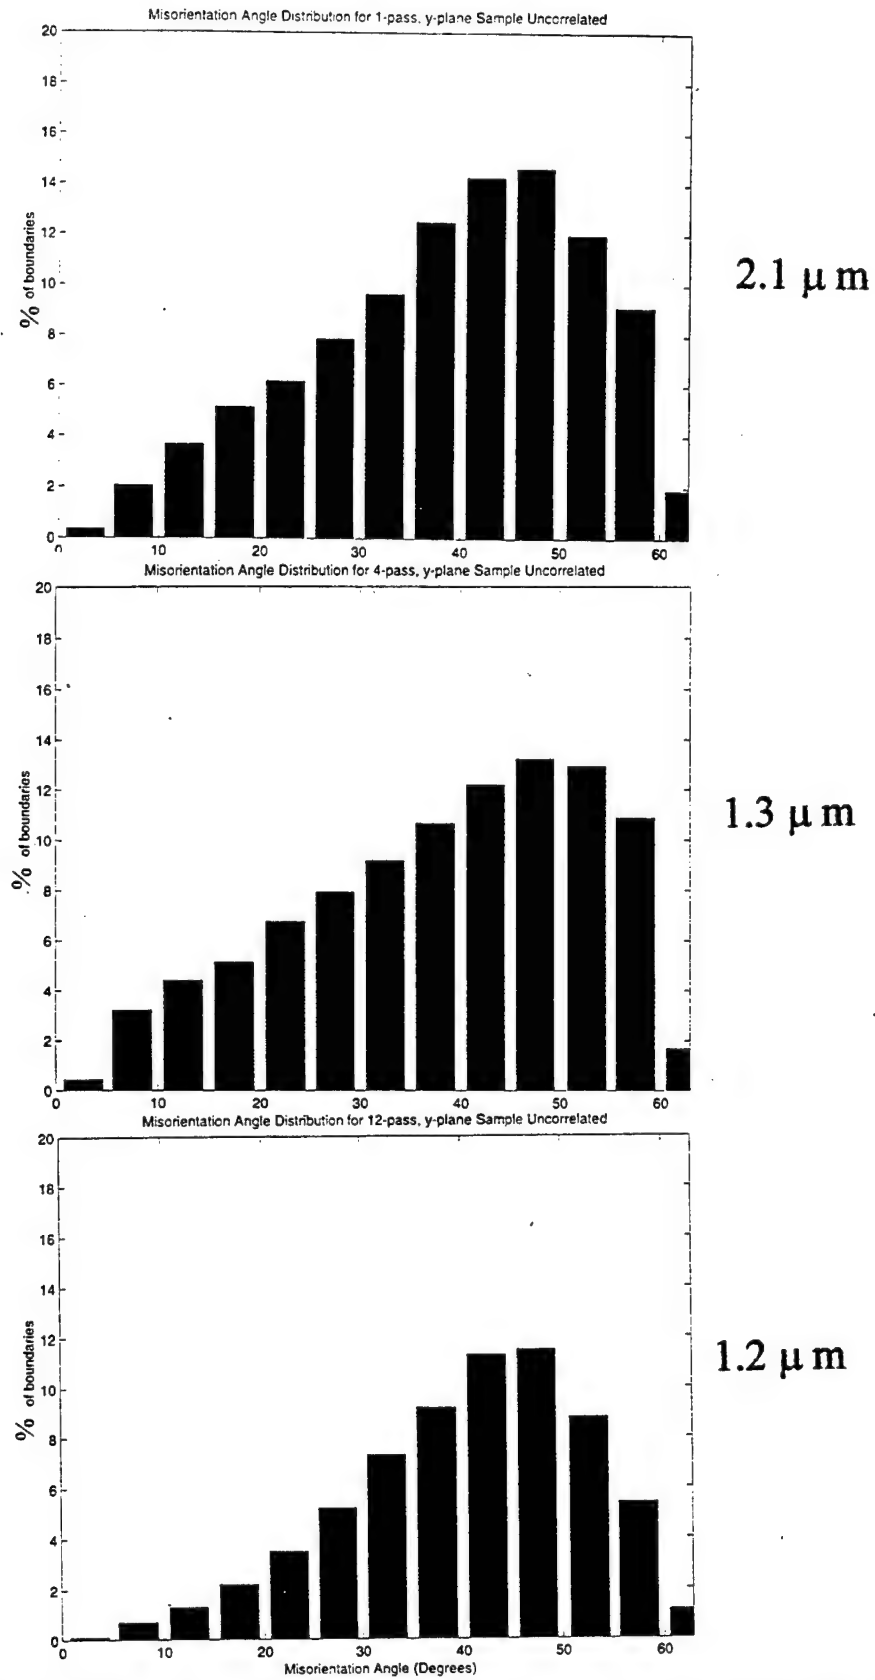 Misorientation Angle Distribution for 1-pass, y-plane Sample Uncorrelated
20
18
16
14
12
10
8
6
4
2
0
% of boundaries
0 10 20 30 40 50 60
2.1 μm
Misorientation Angle Distribution for 4-pass, y-plane Sample Uncorrelated
20
18
16
14
12
10
8
6
4
2
0
% of boundaries
0 10 20 30 40 50 60
1.3 μm
Misorientation Angle Distribution for 12-pass, y-plane Sample Uncorrelated
20
18
16
14
12
10
8
6
4
2
0
% of boundaries
0 10 20 30 40 50 60
Misorientation Angle (Degrees)
1.2 μm